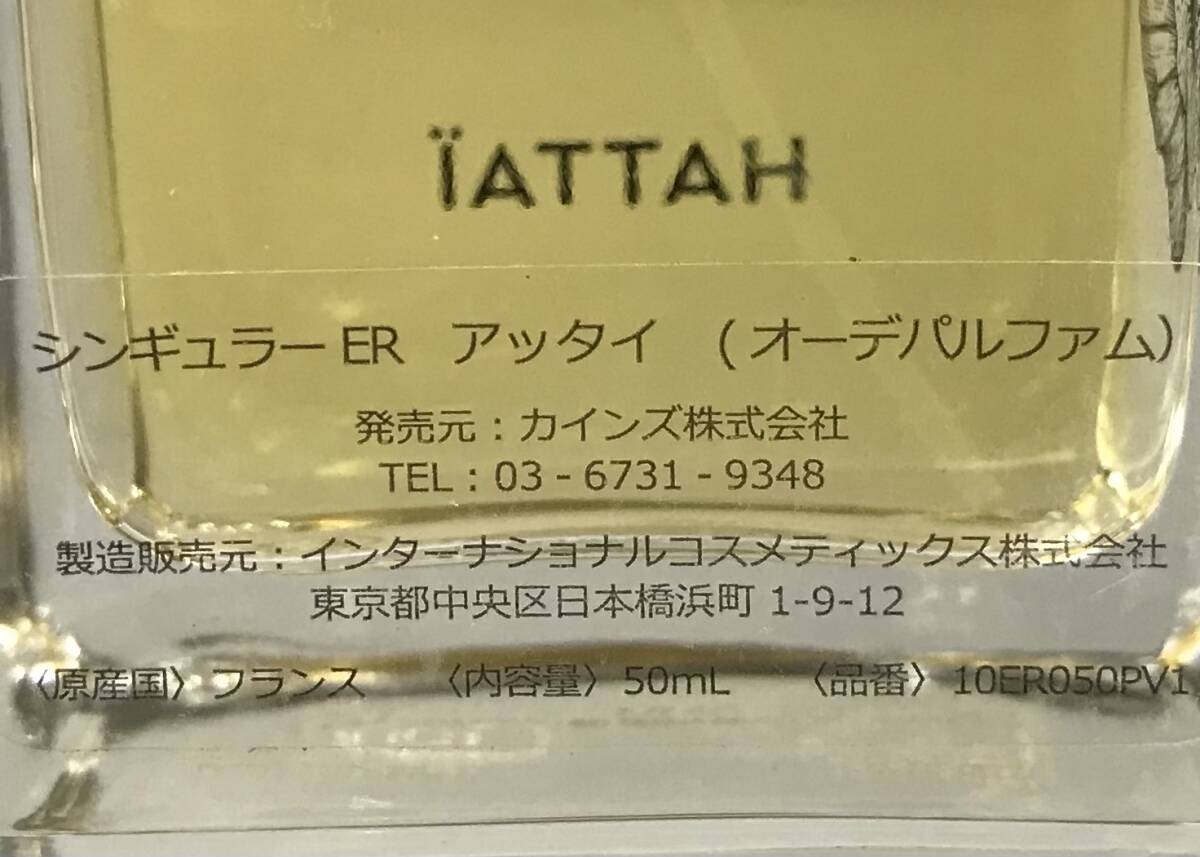 ÏATTAH
シンギュラー ER　アッタイ　( オーデパルファム)
発売元：カインズ株式会社
TEL：03 - 6731 - 9348
製造販売元：インターナショナルコスメティックス株式会社
東京都中央区日本橋浜町 1-9-12
〈原産国〉フランス　〈内容量〉50mL　〈品番〉10ER050PV1